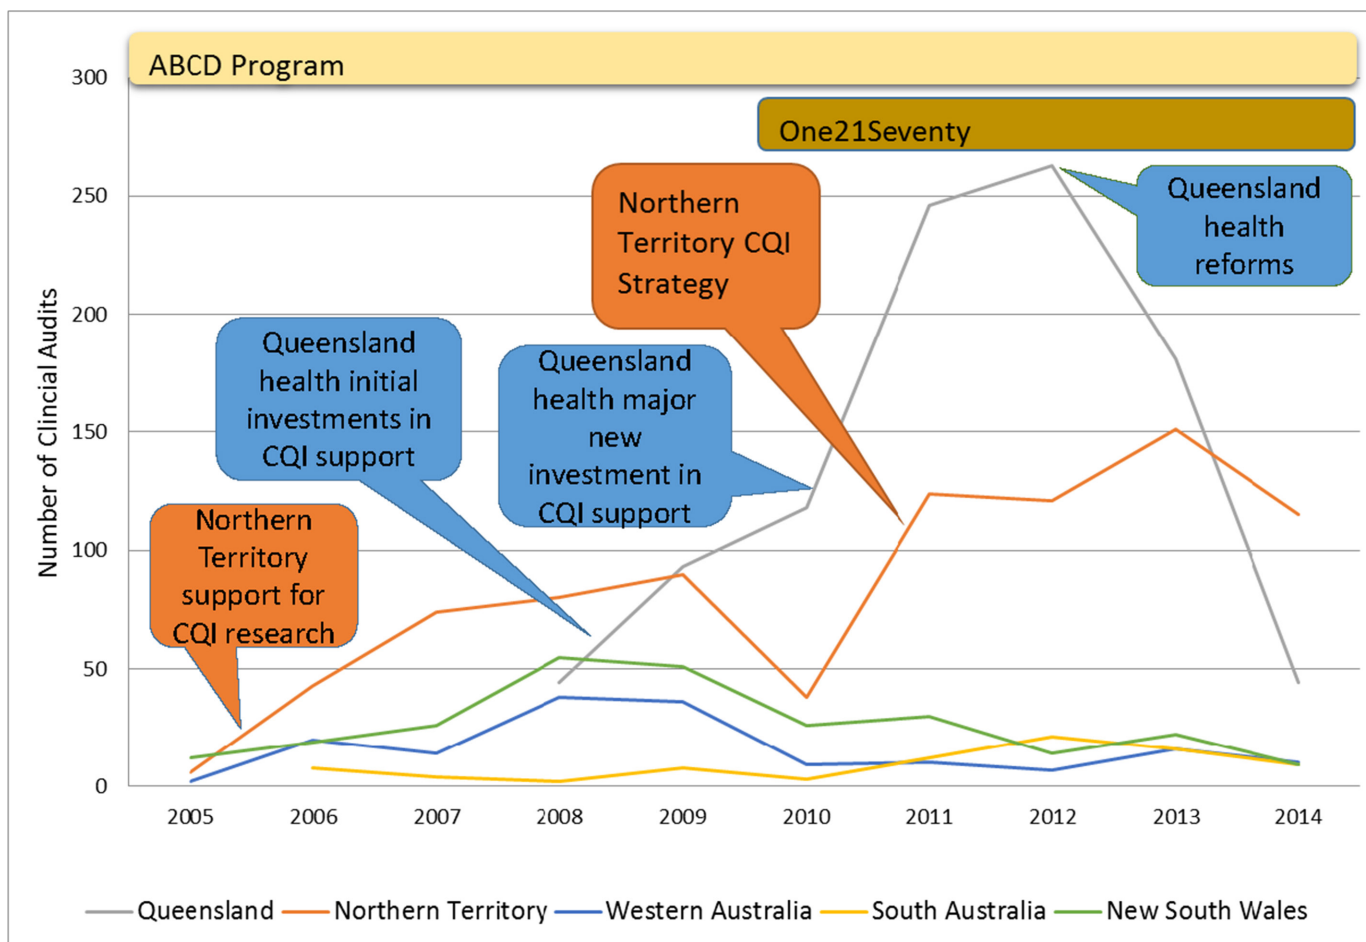 ABCD Program
One21Seventy
Northern
Territory CQI
Strategy
Queensland
health
reforms
Queensland
health initial
investments in
CQI support
Queensland
health major
new
investment in
CQI support
Northern
Territory
support for
CQI research
Number of Clincial Audits
300
250
200
150
100
50
0
2005 2006 2007 2008 2009 2010 2011 2012 2013 2014
Queensland Northern Territory Western Australia South Australia New South Wales